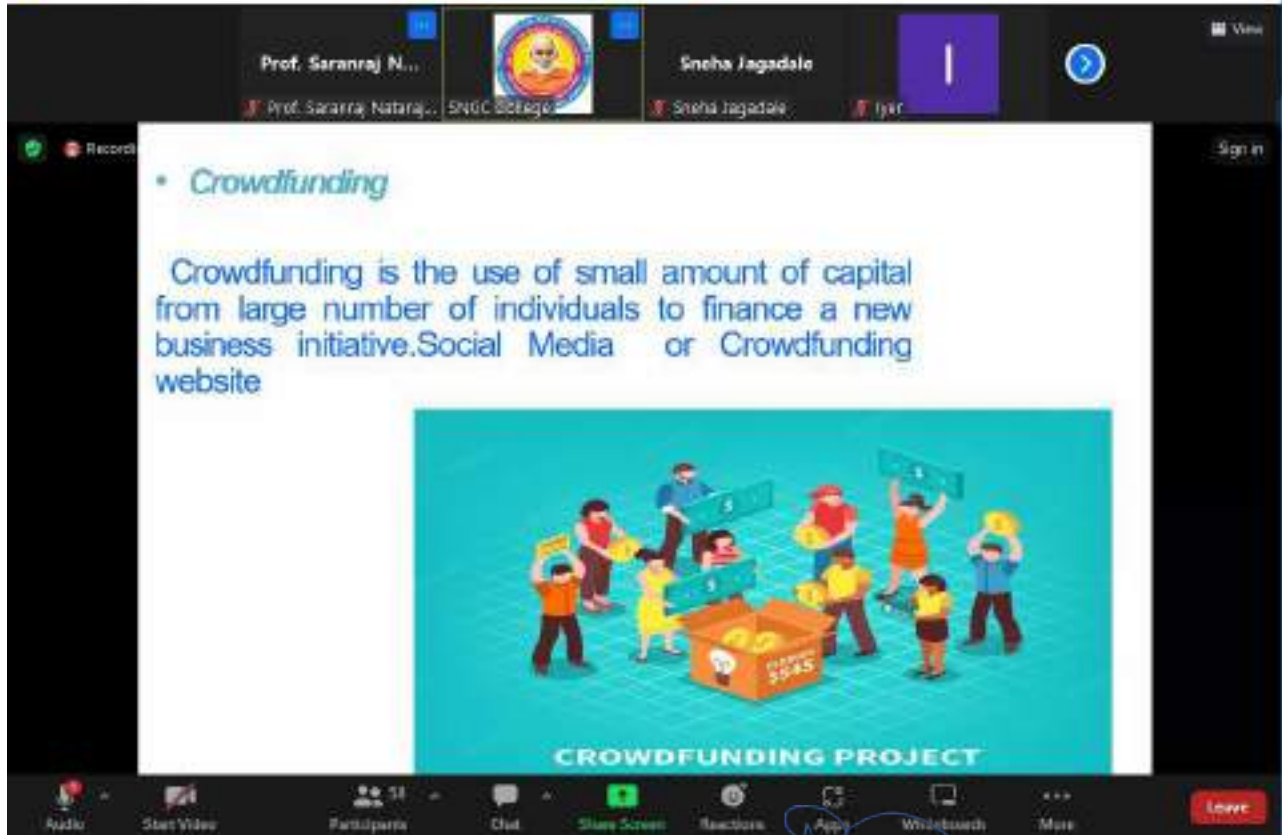 View
Prof. Saranraj N...
Sneha Jagadale
I
Prof. Saranraj Nataraj...
SNGC College
Sneha Jagadale
Iyer
Recordi
Sign in
• Crowdfunding
Crowdfunding is the use of small amount of capital
from large number of individuals to finance a new
business initiative.Social Media or Crowdfunding
website
CROWDFUNDING PROJECT
Audio
Start Video
Participants
Chat
Share Screen
Reactions
Apps
Whiteboards
More
Leave